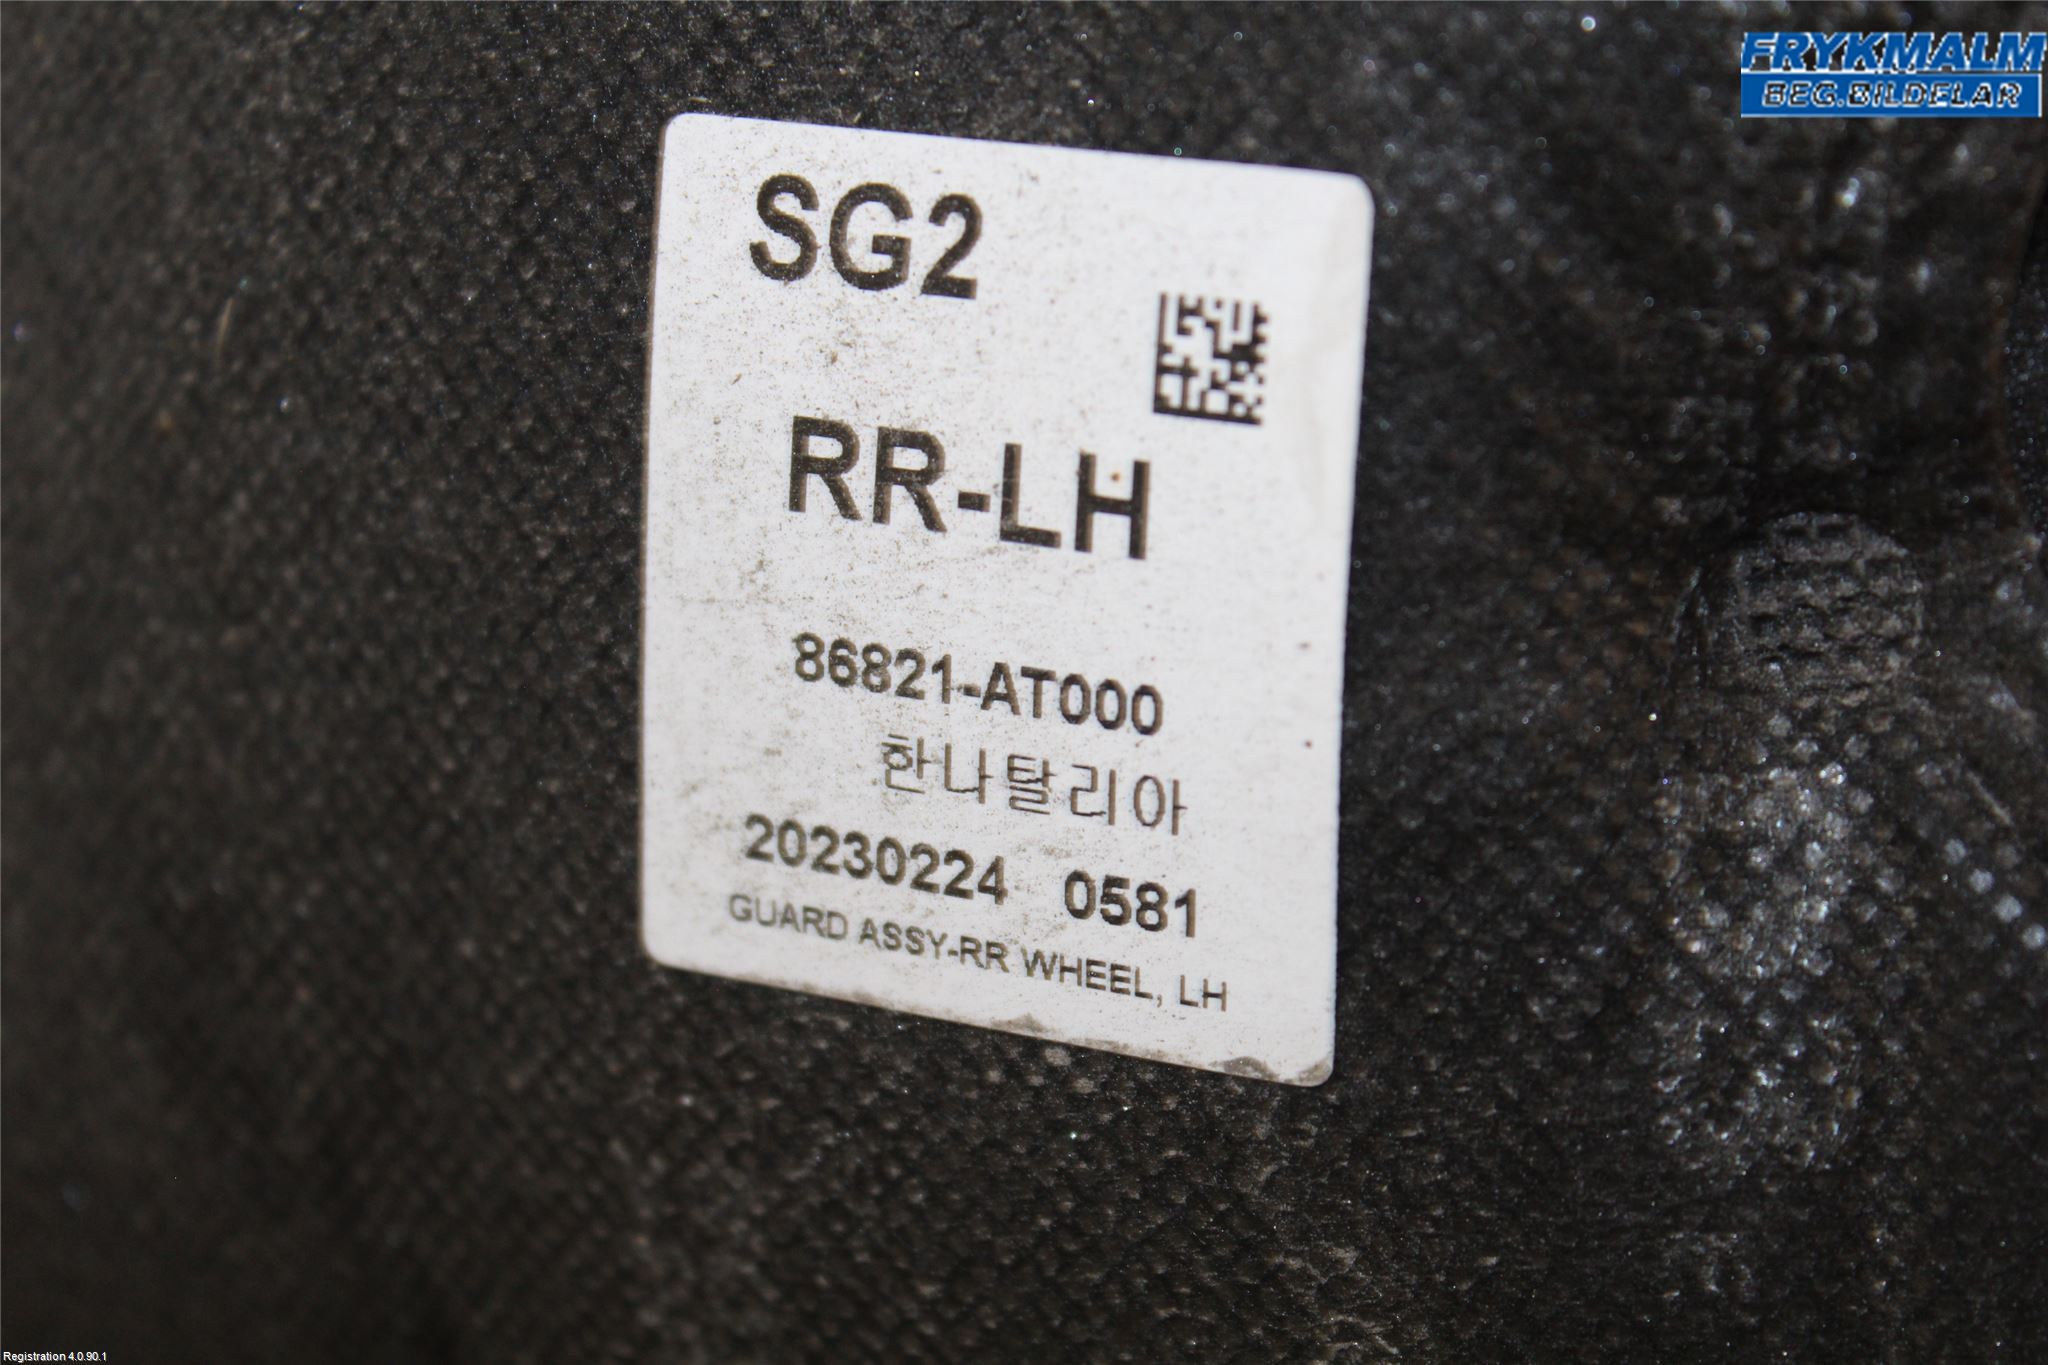 FRYKMALM
BEG.BILDELAR
SG2
RR-LH
86821-AT000
한나탈리아
20230224 0581
GUARD ASSY-RR WHEEL, LH
Registration 4.0.90.1